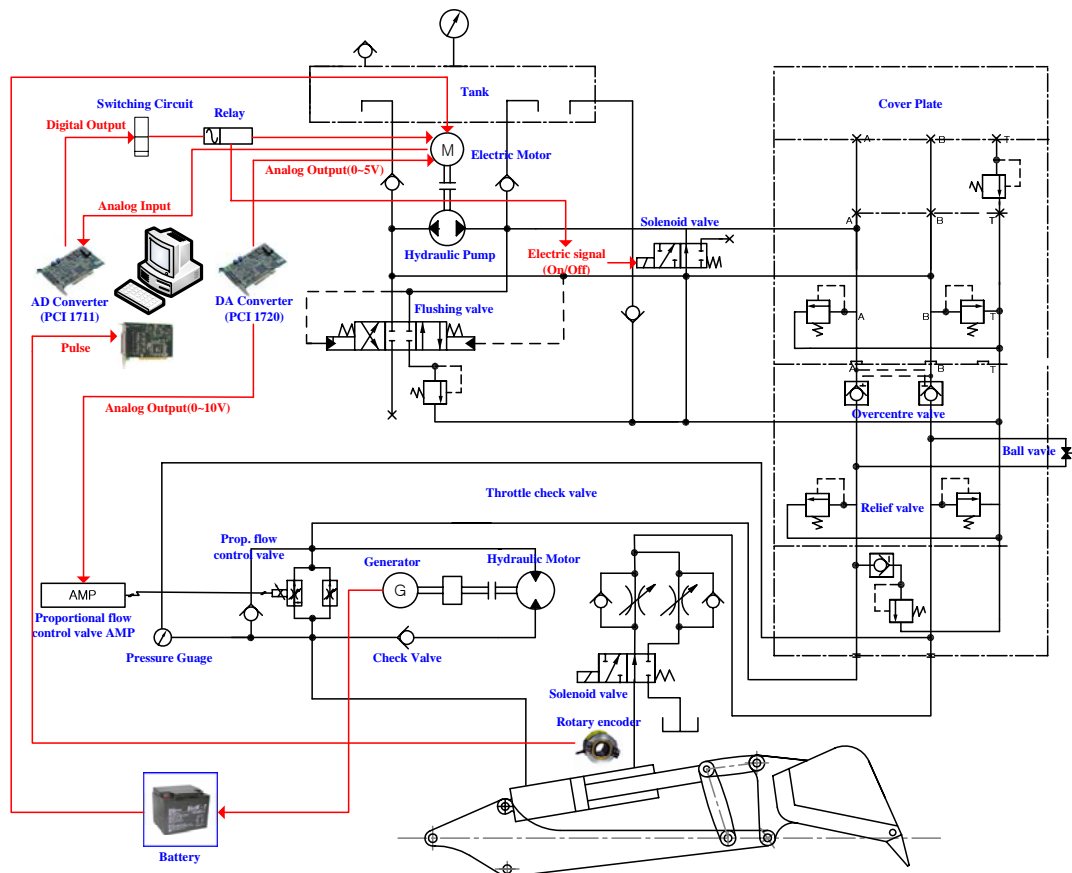 Tank
Cover Plate
Switching Circuit
Relay
Digital Output
A
B
T
M
Electric Motor
Analog Output(0~5V)
Analog Input
A
B
T
Solenoid valve
Hydraulic Pump
Electric signal
(On/Off)
AD Converter
(PCI 1711)
DA Converter
(PCI 1720)
Flushing valve
A
B
T
Pulse
A
B
T
Analog Output(0~10V)
Overcentre valve
Ball vavle
Throttle check valve
Relief valve
Prop. flow
control valve
Generator
Hydraulic Motor
G
AMP
Proportional flow
control valve AMP
Pressure Guage
Check Valve
Solenoid valve
Rotary encoder
Battery